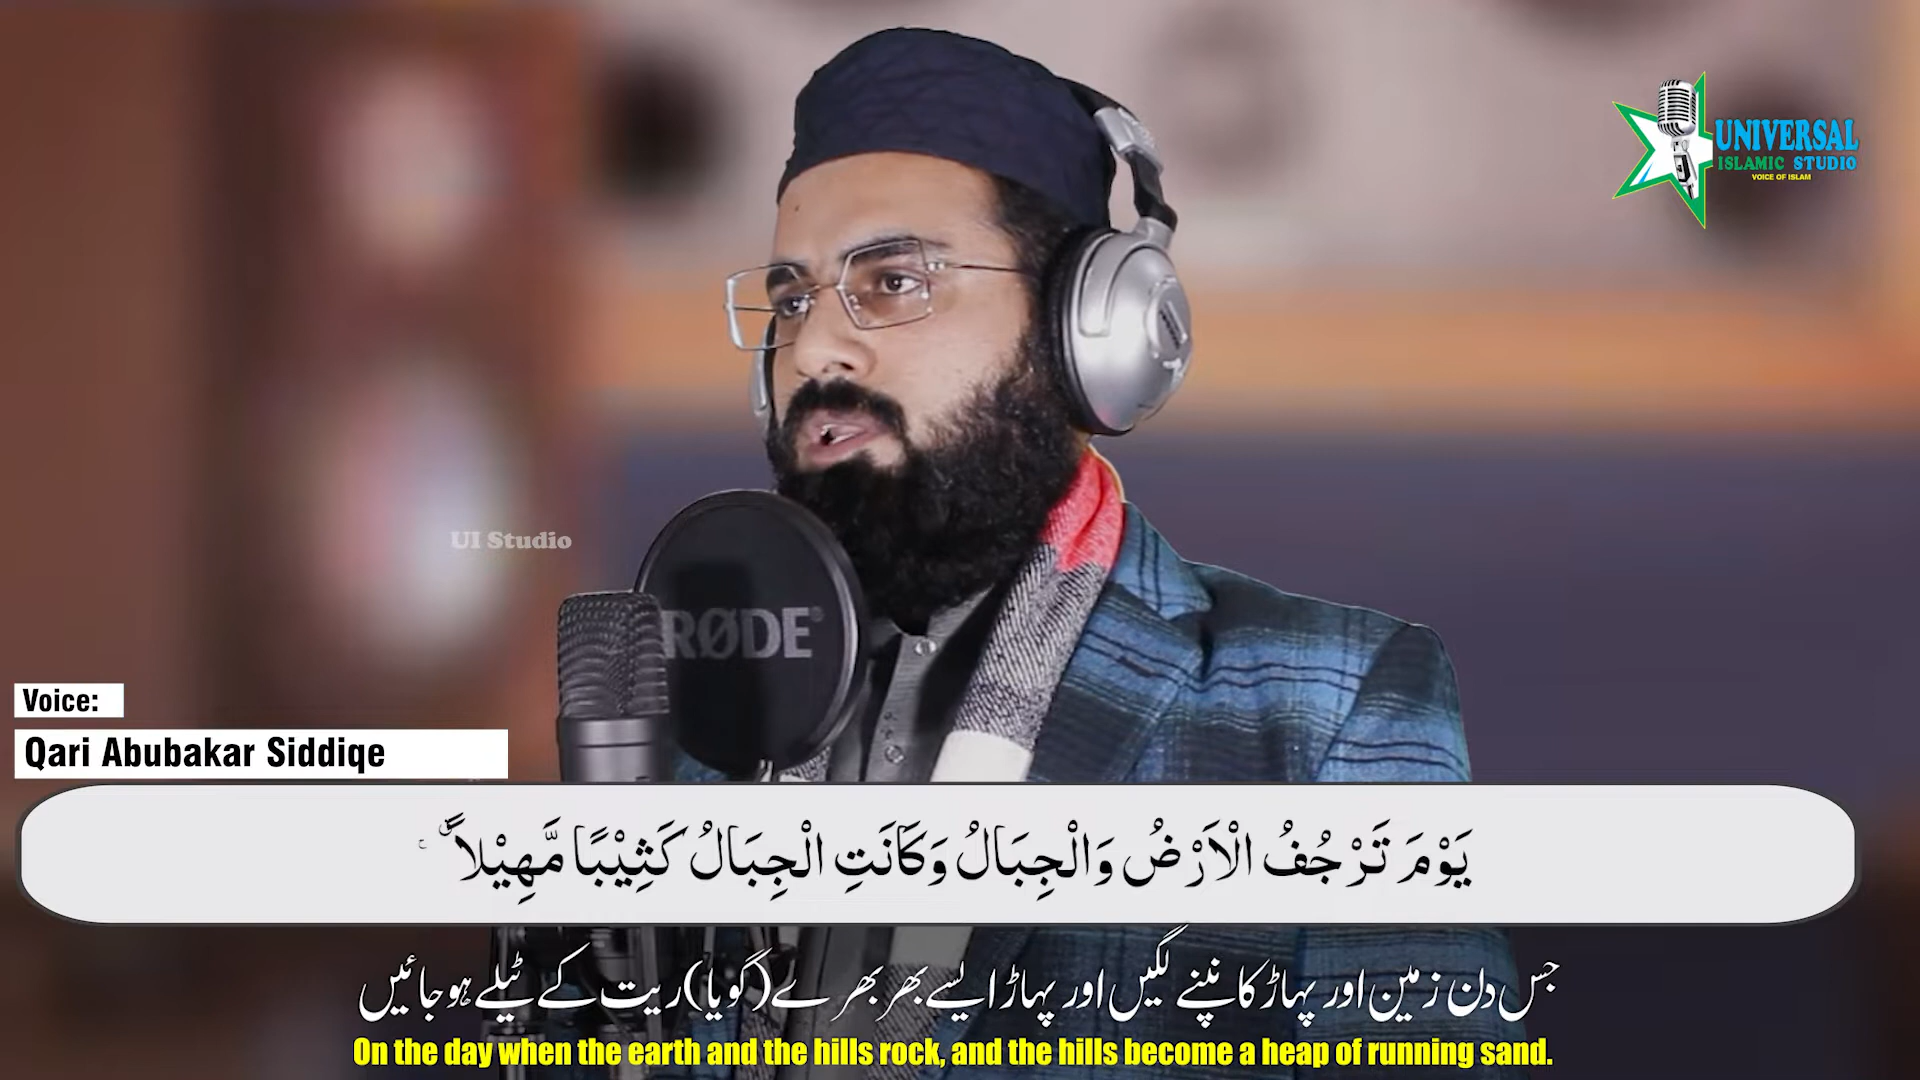 UNIVERSAL
ISLAMIC STUDIO
VOICE OF ISLAM
UI Studio
RØDE®
Voice:
Qari Abubakar Siddiqe
يَوْمَ تَرْجُفُ الْاَرْضُ وَالْجِبَالُ وَكَانَتِ الْجِبَالُ كَثِيْبًا مَّهِيْلاً
جس دن زمین اور پہاڑ کانپنے لگیں اور پہاڑ ایسے بھر بھرے (گویا) ریت کے ٹیلے ہوجائیں
On the day when the earth and the hills rock, and the hills become a heap of running sand.